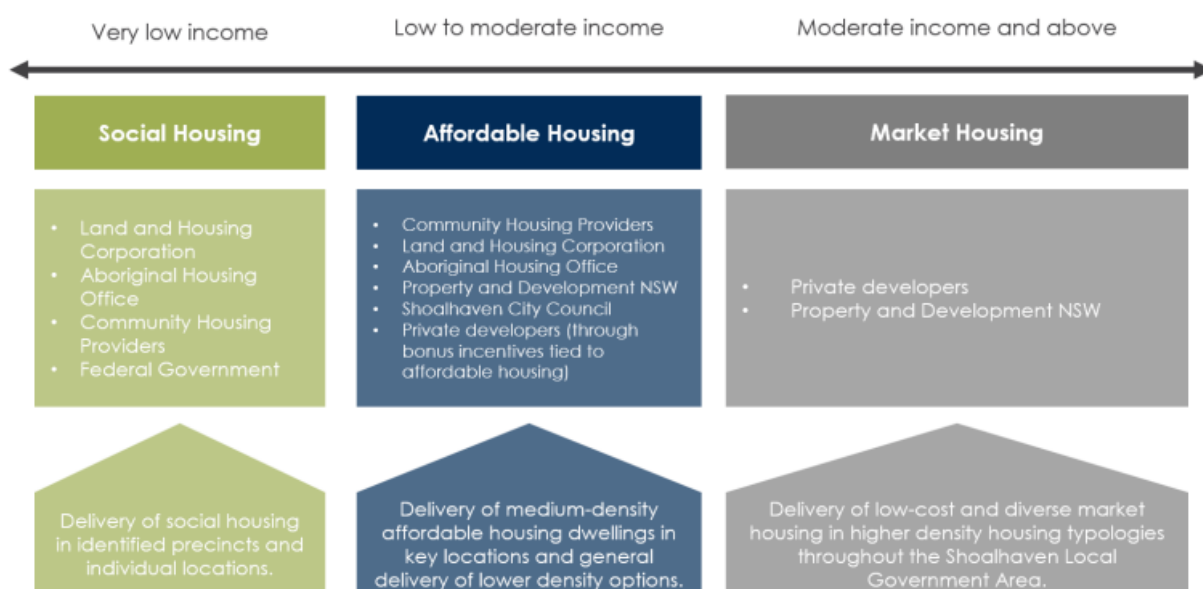 Very low income
Low to moderate income
Moderate income and above
Social Housing
Affordable Housing
Market Housing
• Land and Housing
Corporation
• Aboriginal Housing
Office
• Community Housing
Providers
• Federal Government
• Community Housing Providers
• Land and Housing Corporation
• Aboriginal Housing Office
• Property and Development NSW
• Shoalhaven City Council
• Private developers (through
bonus incentives tied to
affordable housing)
• Private developers
• Property and Development NSW
Delivery of social housing
in identified precincts and
individual locations.
Delivery of medium-density
affordable housing dwellings in
key locations and general
delivery of lower density options.
Delivery of low-cost and diverse market
housing in higher density housing typologies
throughout the Shoalhaven Local
Government Area.